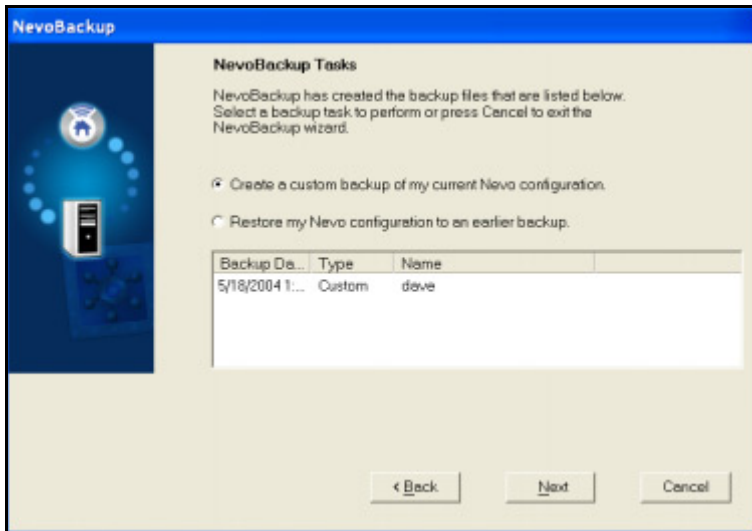 NevoBackup
NevoBackup Tasks
NevoBackup has created the backup files that are listed below.
Select a backup task to perform or press Cancel to exit the
NevoBackup wizard.
Create a custom backup of my current Nevo configuration.
Restore my Nevo configuration to an earlier backup.
Backup Da... Type Name
5/18/2004 1:... Custom dave
< Back Next Cancel